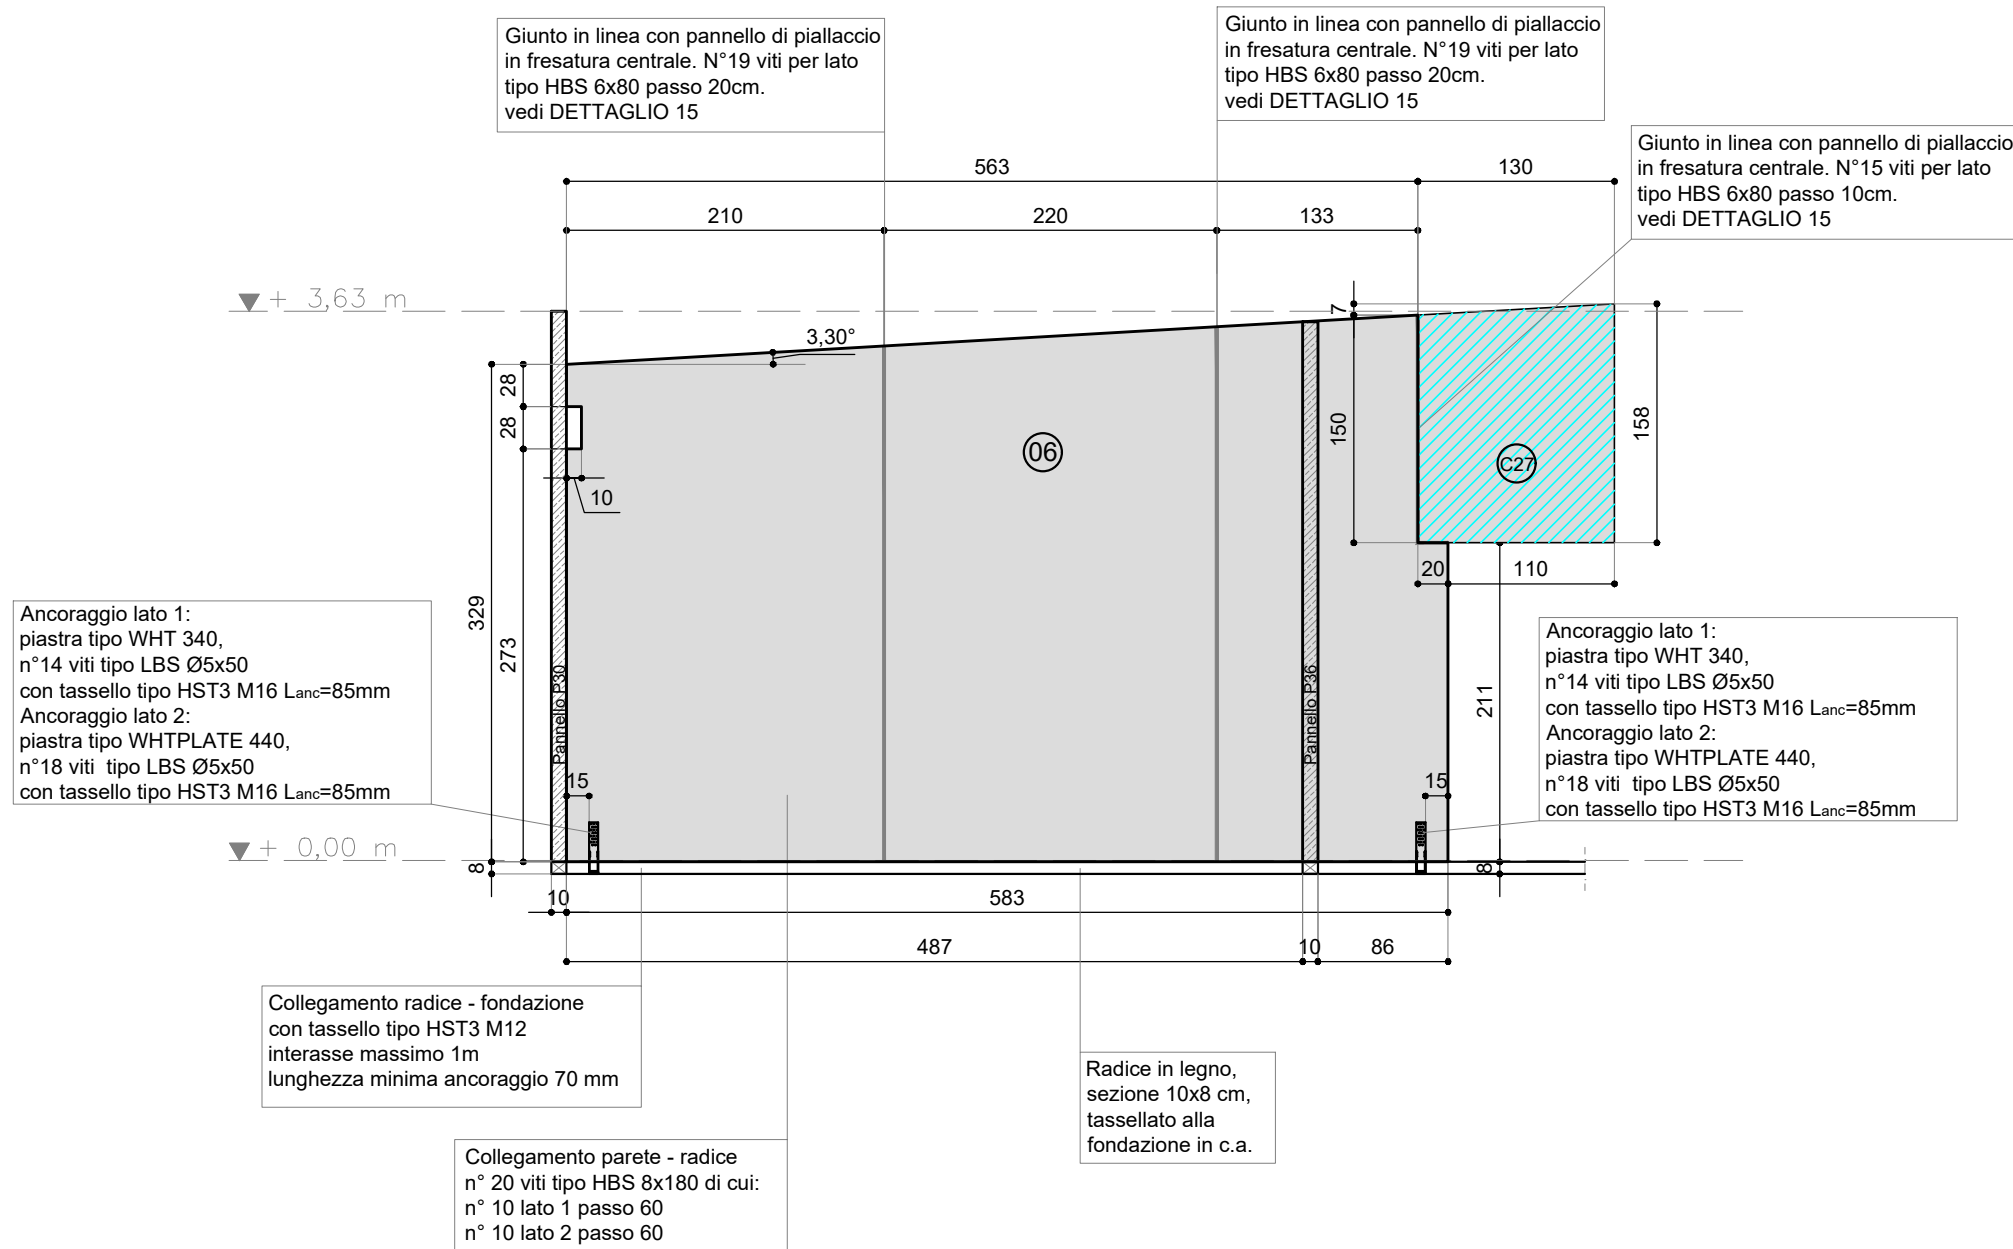 Giunto in linea con pannello di piallaccio
in fresatura centrale. N°19 viti per lato
tipo HBS 6x80 passo 20cm.
vedi DETTAGLIO 15
Giunto in linea con pannello di piallaccio
in fresatura centrale. N°19 viti per lato
tipo HBS 6x80 passo 20cm.
vedi DETTAGLIO 15
Giunto in linea con pannello di piallaccio
in fresatura centrale. N°15 viti per lato
tipo HBS 6x80 passo 10cm.
vedi DETTAGLIO 15
563
130
210
220
133
+ 3,63 m
7
3,30°
28
28
150
158
06
C27
10
20
110
329
273
211
Ancoraggio lato 1:
piastra tipo WHT 340,
n°14 viti tipo LBS Ø5x50
con tassello tipo HST3 M16 Lanc=85mm
Ancoraggio lato 2:
piastra tipo WHTPLATE 440,
n°18 viti  tipo LBS Ø5x50
con tassello tipo HST3 M16 Lanc=85mm
Pannello P30
Pannello P36
Ancoraggio lato 1:
piastra tipo WHT 340,
n°14 viti tipo LBS Ø5x50
con tassello tipo HST3 M16 Lanc=85mm
Ancoraggio lato 2:
piastra tipo WHTPLATE 440,
n°18 viti  tipo LBS Ø5x50
con tassello tipo HST3 M16 Lanc=85mm
15
15
+ 0,00 m
8
8
10
583
487
10
86
Collegamento radice - fondazione
con tassello tipo HST3 M12
interasse massimo 1m
lunghezza minima ancoraggio 70 mm
Radice in legno,
sezione 10x8 cm,
tassellato alla
fondazione in c.a.
Collegamento parete - radice
n° 20 viti tipo HBS 8x180 di cui:
n° 10 lato 1 passo 60
n° 10 lato 2 passo 60